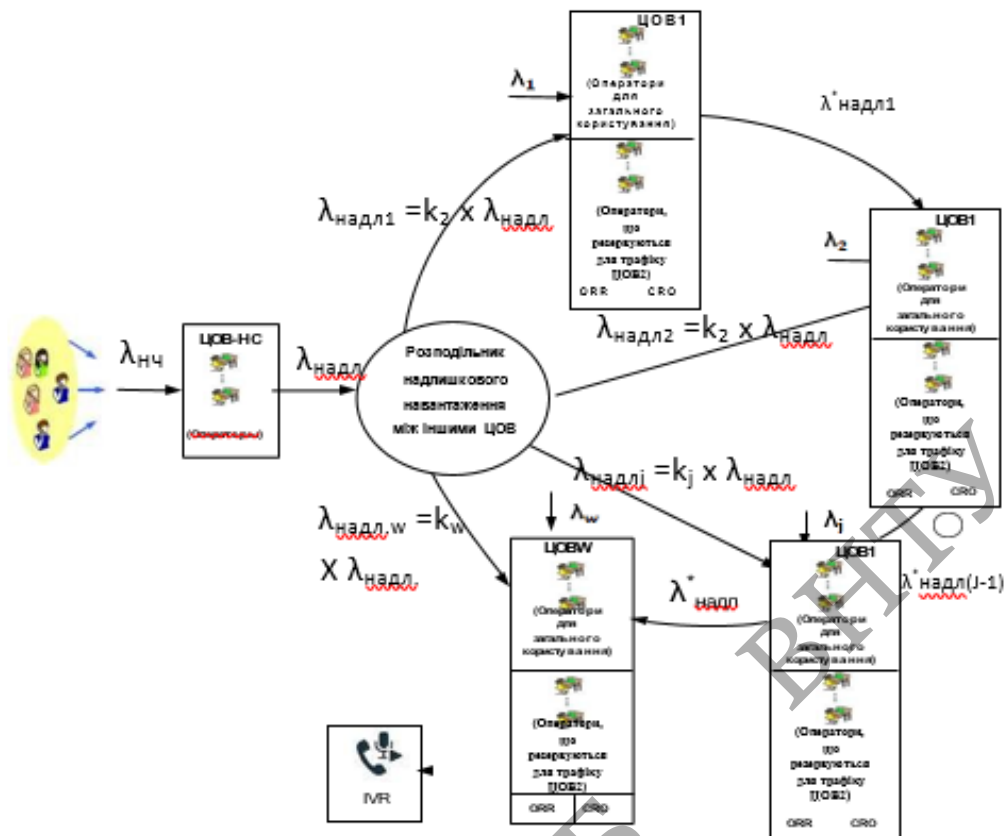 ЦОВ1
(Оператори
для
загального
користування)
λ₁
λ*надл1
(Оператори,
що
резервуються
для трафіку
ЦОВ2)
ORR CRO
λнадл1 =k₂ x λнадл
ЦОВ1
λ₂
(Оператори
для
загального
користування)
(Оператори,
що
резервуються
для трафіку
ЦОВ2)
ORR CRO
λнадл2 =k₂ x λнадл
λнч
ЦОВ-НС
(Оператори)
λнадл
Розподільник
надлишкового
навантаження
між іншими ЦОВ
λнадлj =kj x λнадл
λнадл.w =kw
X λнадл.
λw
ЦОВW
(Оператори
для
загального
користування)
(Оператори,
що
резервуються
для трафіку
ЦОВ2)
ORR CRO
λ*надл
λj
ЦОВ1
λ*надл(J-1)
(Оператори
для
загального
користування)
(Оператори,
що
резервуються
для трафіку
ЦОВ2)
ORR CRO
IVR
ВНТУ